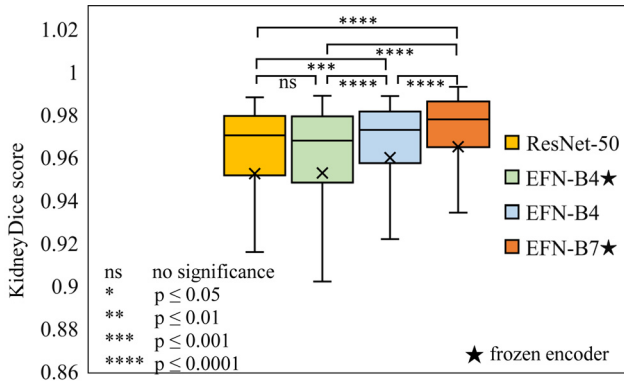 1.02
1
0.98
0.96
0.94
0.92
0.9
0.88
0.86
Kidney Dice score
****
****
***
ns **** ****
ResNet-50
EFN-B4★
EFN-B4
EFN-B7★
ns no significance
* p ≤ 0.05
** p ≤ 0.01
*** p ≤ 0.001
**** p ≤ 0.0001
★ frozen encoder